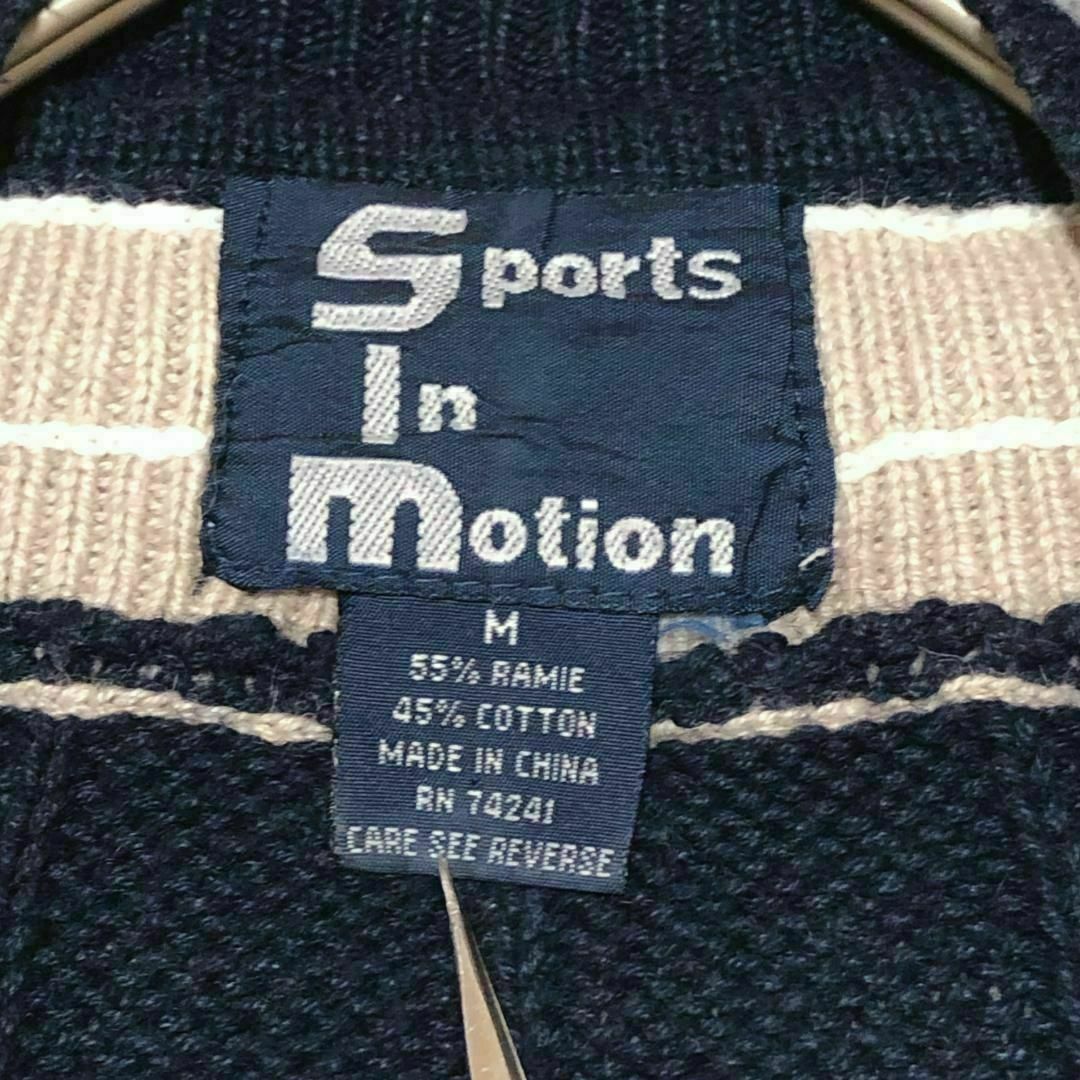 Sports
In
Motion
M
55% RAMIE
45% COTTON
MADE IN CHINA
RN 74241
CARE SEE REVERSE